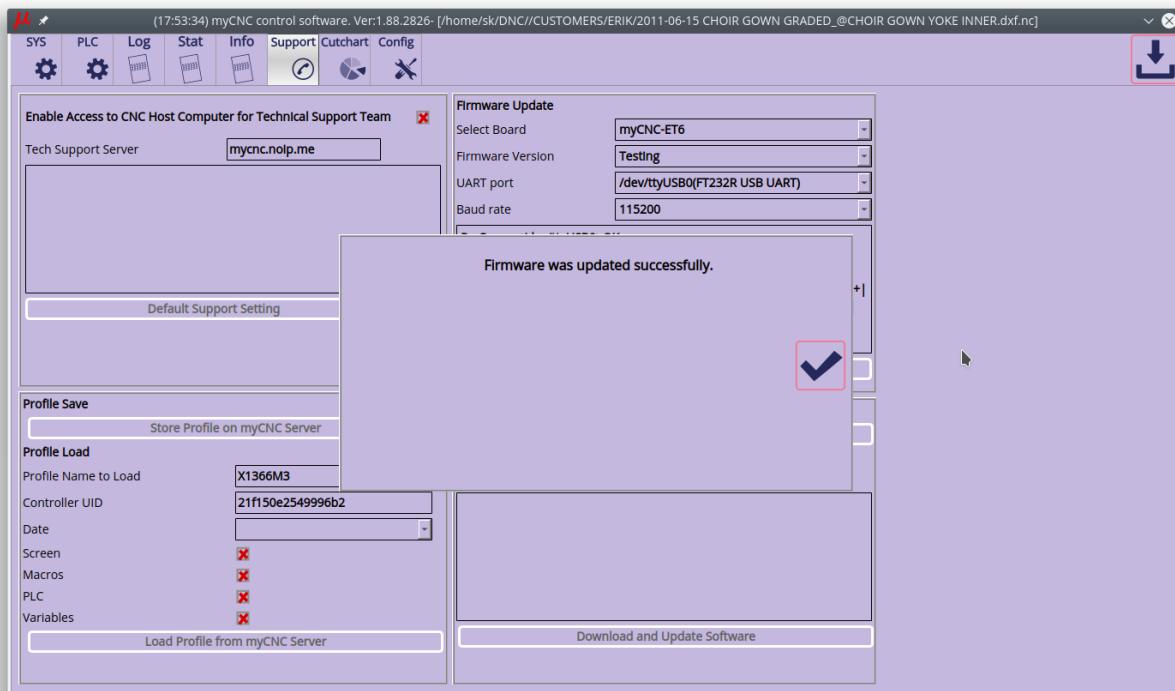 (17:53:34) myCNC control software. Ver:1.88.2826- [/home/sk/DNC//CUSTOMERS/ERIK/2011-06-15 CHOIR GOWN GRADED_@CHOIR GOWN YOKE INNER.dxf.nc]
SYS PLC Log Stat Info Support Cutchart Config
Enable Access to CNC Host Computer for Technical Support Team
Tech Support Server mycnc.noip.me
Default Support Setting
Firmware Update
Select Board myCNC-ET6
Firmware Version Testing
UART port /dev/ttyUSB0(FT232R USB UART)
Baud rate 115200
+|
Firmware was updated successfully.
Profile Save
Store Profile on myCNC Server
Profile Load
Profile Name to Load X1366M3
Controller UID 21f150e2549996b2
Date
Screen
Macros
PLC
Variables
Load Profile from myCNC Server
Download and Update Software